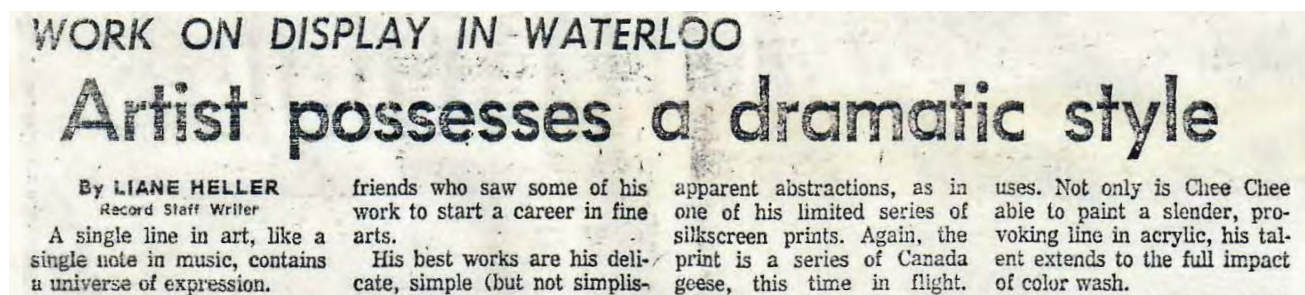 WORK ON DISPLAY IN WATERLOO
Artist possesses a dramatic style
By LIANE HELLER
Record Staff Writer
A single line in art, like a
single note in music, contains
a universe of expression.
friends who saw some of his
work to start a career in fine
arts.
His best works are his deli-
cate, simple (but not simplis-
apparent abstractions, as in
one of his limited series of
silkscreen prints. Again, the
print is a series of Canada
geese, this time in flight.
uses. Not only is Chee Chee
able to paint a slender, pro-
voking line in acrylic, his tal-
ent extends to the full impact
of color wash.